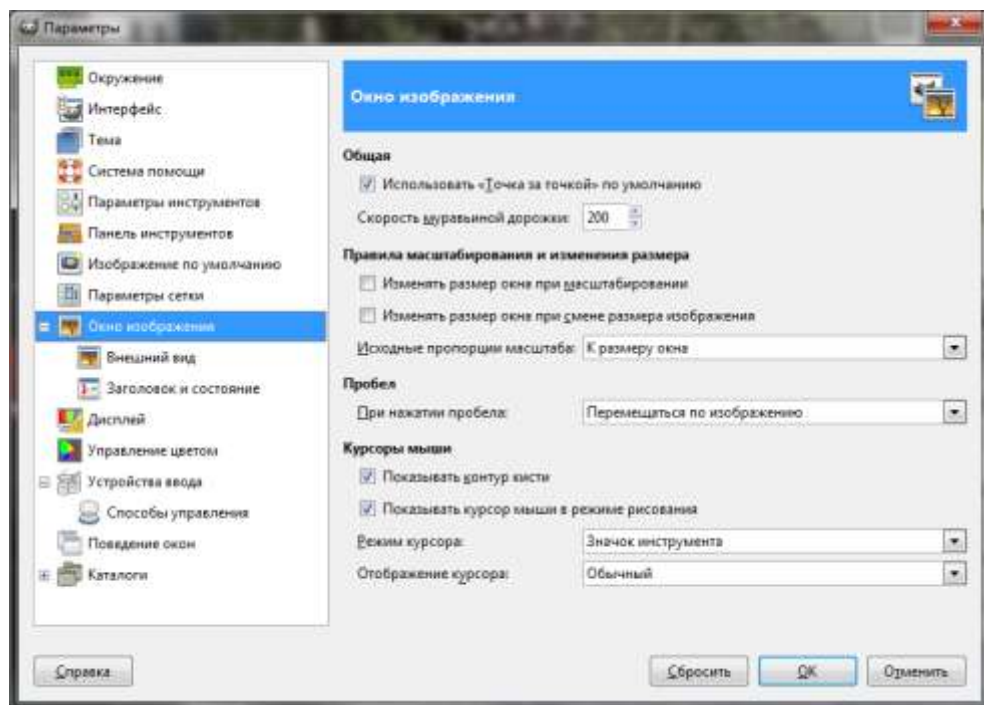 Параметры
Окружение
Интерфейс
Тема
Система помощи
Параметры инструментов
Панель инструментов
Изображение по умолчанию
Параметры сетки
Окно изображения
Внешний вид
Заголовок и состояние
Дисплей
Управление цветом
Устройства ввода
Способы управления
Поведение окон
Каталоги
Окно изображения
Общая
Использовать «Точка за точкой» по умолчанию
Скорость муравьиной дорожки: 200
Правила масштабирования и изменения размера
Изменять размер окна при масштабировании
Изменять размер окна при смене размера изображения
Исходные пропорции масштаба: К размеру окна
Пробел
При нажатии пробела: Перемещаться по изображению
Курсоры мыши
Показывать контур кисти
Показывать курсор мыши в режиме рисования
Режим курсора: Значок инструмента
Отображение курсора: Обычный
Справка Сбросить OK Отменить